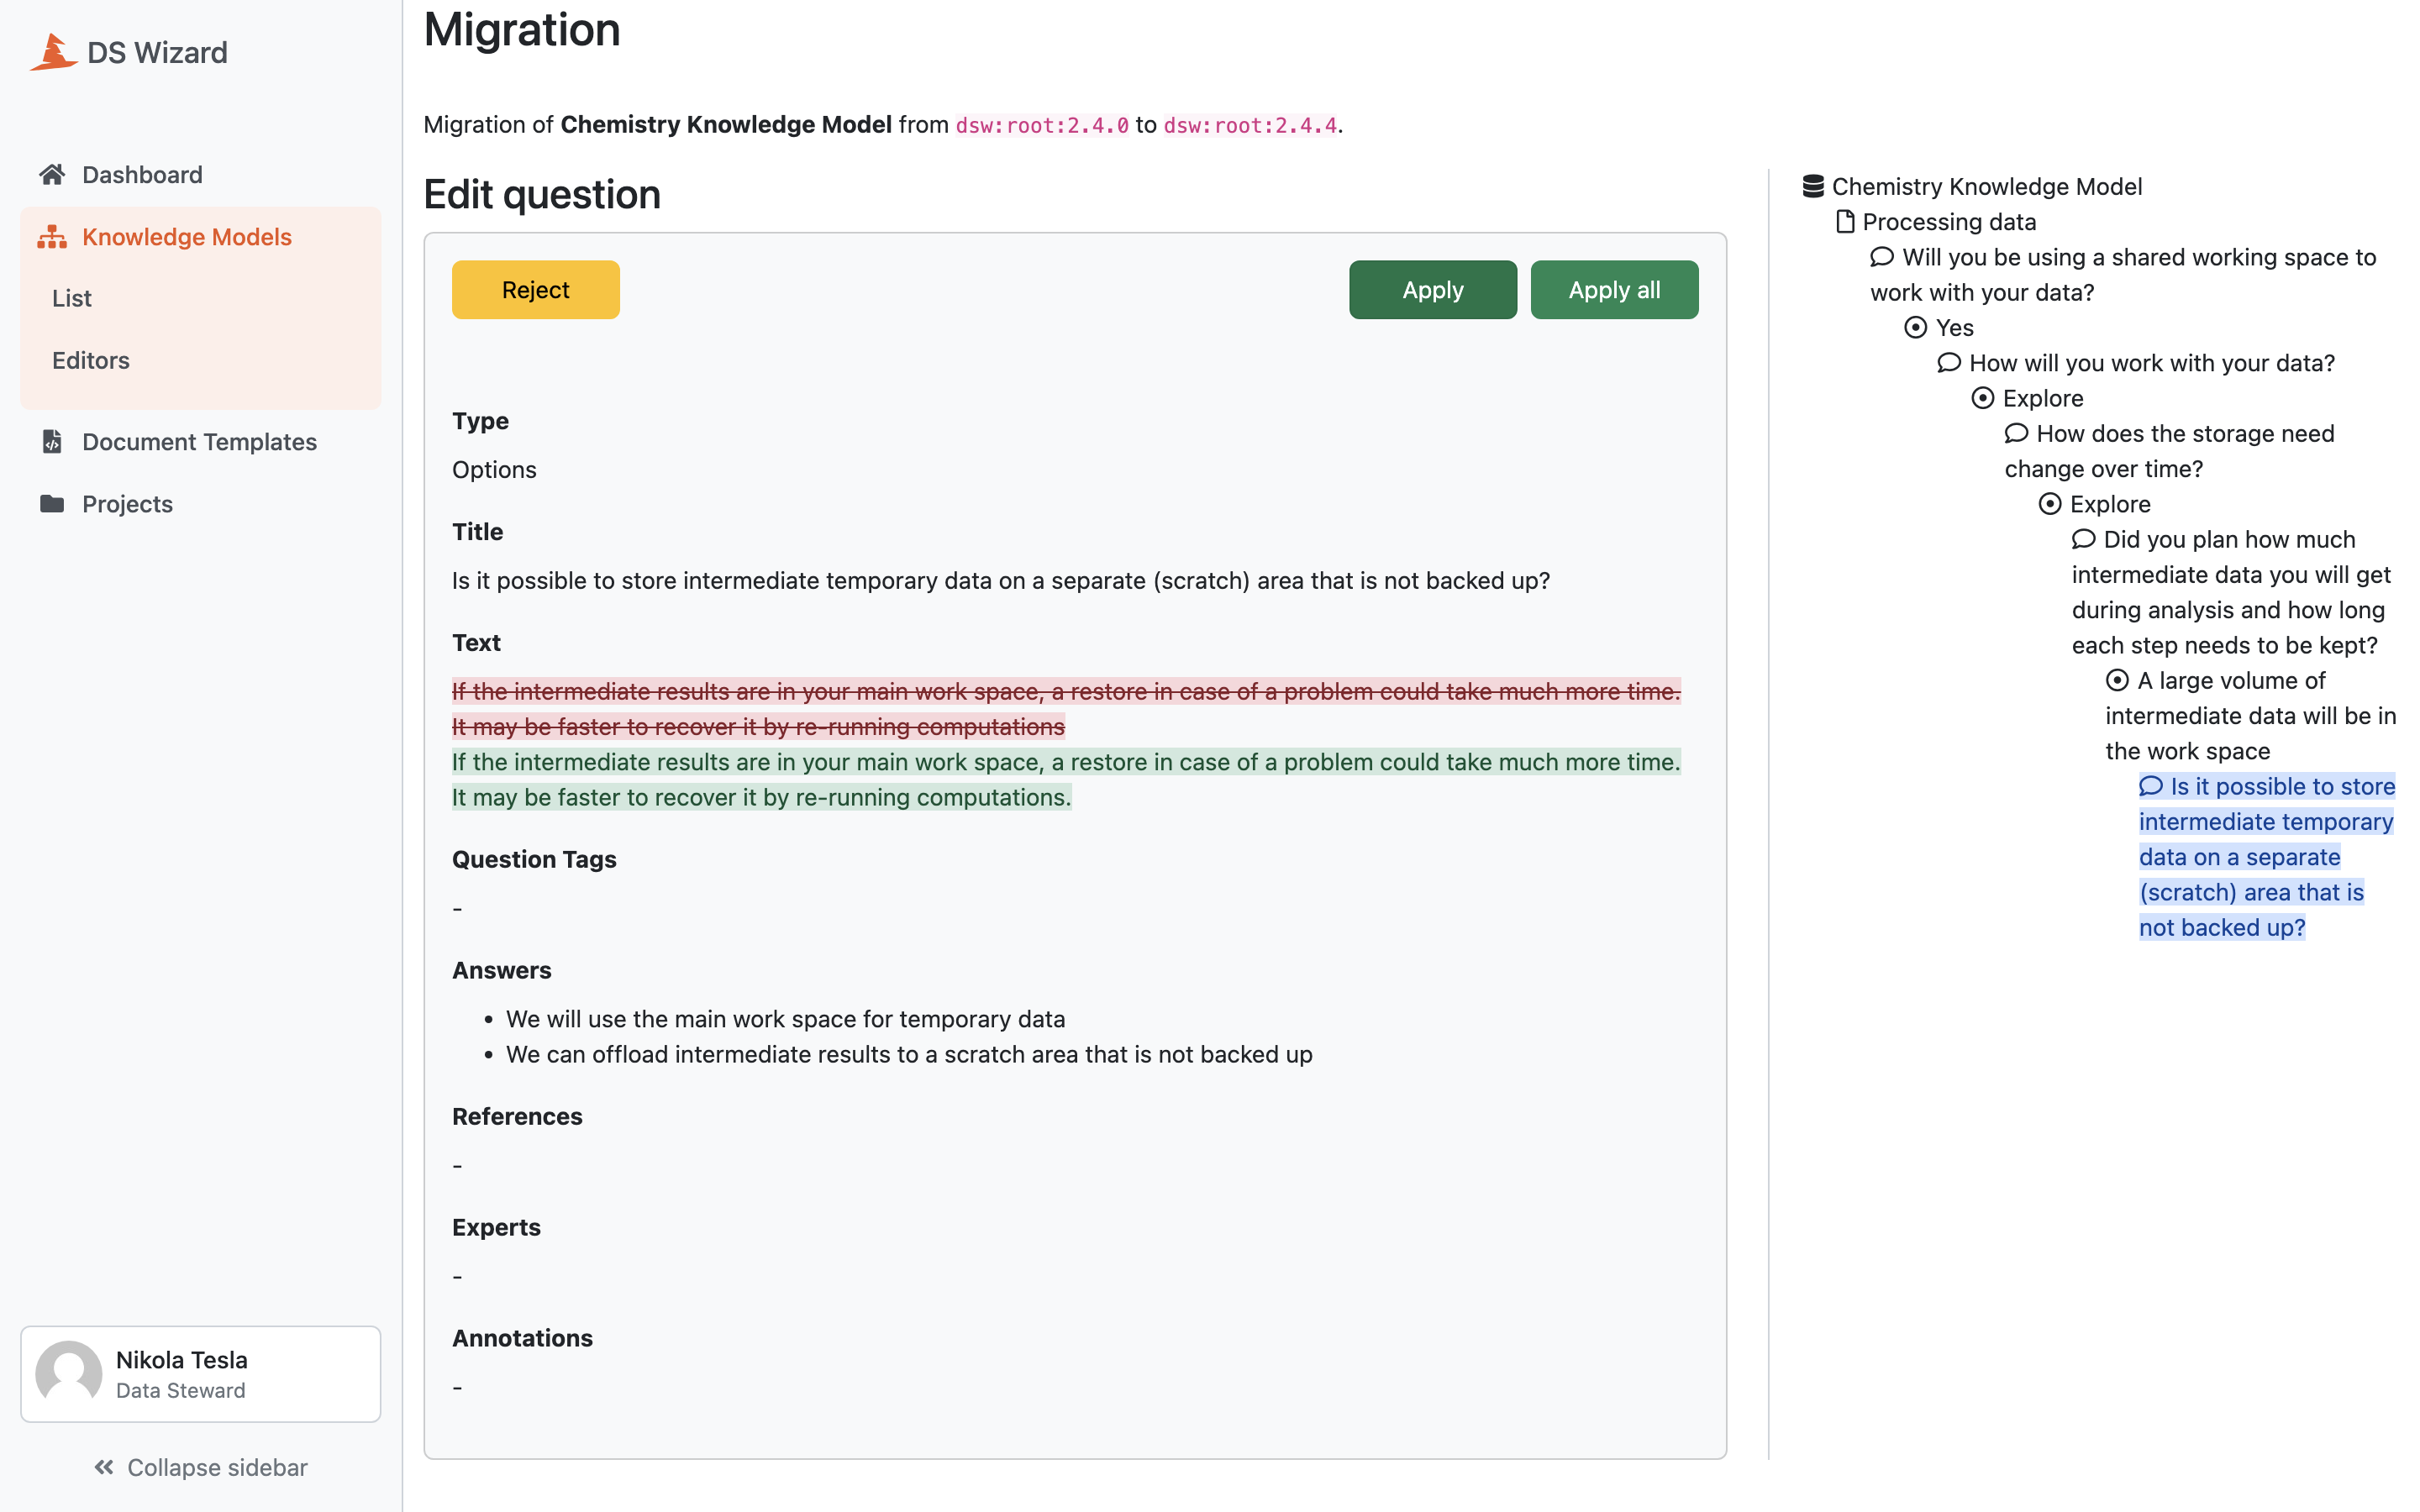 DS Wizard
Dashboard
Knowledge Models
List
Editors
Document Templates
Projects
Nikola Tesla
Data Steward
Collapse sidebar
Migration
Migration of Chemistry Knowledge Model from dsw:root:2.4.0 to dsw:root:2.4.4.
Edit question
Reject
Apply
Apply all
Type
Options
Title
Is it possible to store intermediate temporary data on a separate (scratch) area that is not backed up?
Text
If the intermediate results are in your main work space, a restore in case of a problem could take much more time.
It may be faster to recover it by re-running computations
If the intermediate results are in your main work space, a restore in case of a problem could take much more time.
It may be faster to recover it by re-running computations.
Question Tags
-
Answers
• We will use the main work space for temporary data
• We can offload intermediate results to a scratch area that is not backed up
References
-
Experts
-
Annotations
-
Chemistry Knowledge Model
Processing data
Will you be using a shared working space to
work with your data?
Yes
How will you work with your data?
Explore
How does the storage need
change over time?
Explore
Did you plan how much
intermediate data you will get
during analysis and how long
each step needs to be kept?
A large volume of
intermediate data will be in
the work space
Is it possible to store
intermediate temporary
data on a separate
(scratch) area that is
not backed up?